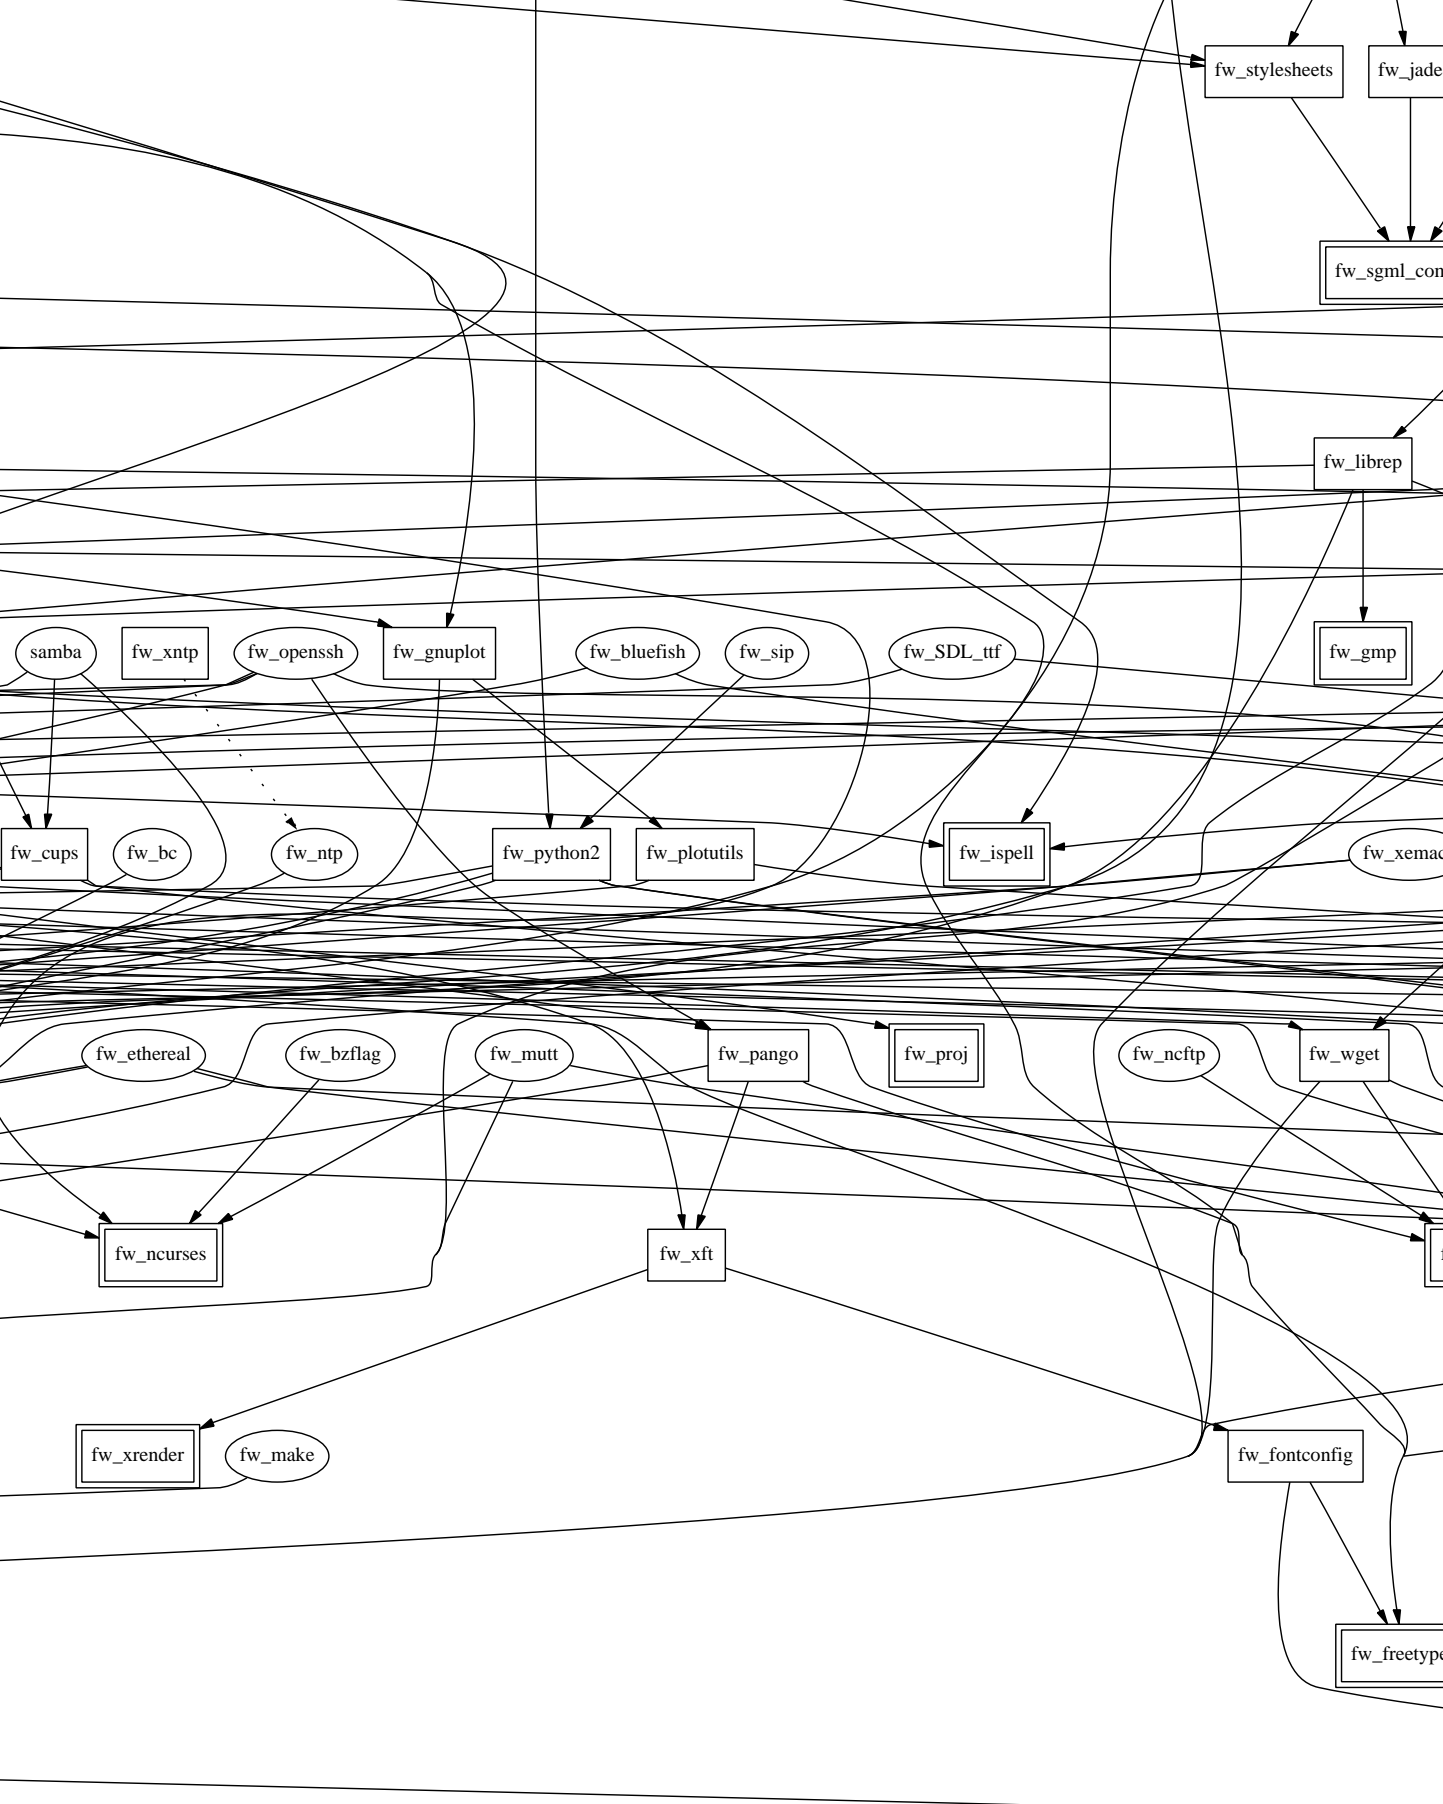 fw_stylesheets
fw_jade
fw_sgml_con
fw_librep
samba
fw_xntp
fw_openssh
fw_gnuplot
fw_bluefish
fw_sip
fw_SDL_ttf
fw_gmp
fw_cups
fw_bc
fw_ntp
fw_python2
fw_plotutils
fw_ispell
fw_xemac
fw_ethereal
fw_bzflag
fw_mutt
fw_pango
fw_proj
fw_ncftp
fw_wget
fw_ncurses
fw_xft
fw_xrender
fw_make
fw_fontconfig
fw_freetype